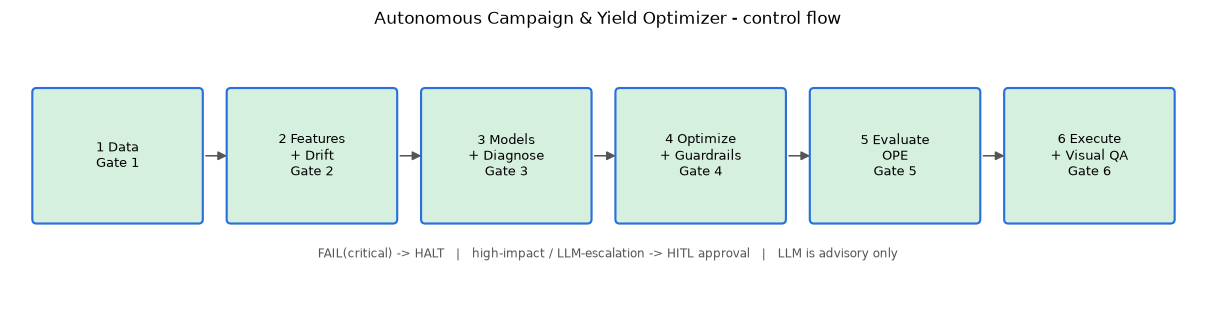 Autonomous Campaign & Yield Optimizer - control flow
1 Data
Gate 1
2 Features
+ Drift
Gate 2
3 Models
+ Diagnose
Gate 3
4 Optimize
+ Guardrails
Gate 4
5 Evaluate
OPE
Gate 5
6 Execute
+ Visual QA
Gate 6
FAIL(critical) -> HALT | high-impact / LLM-escalation -> HITL approval | LLM is advisory only